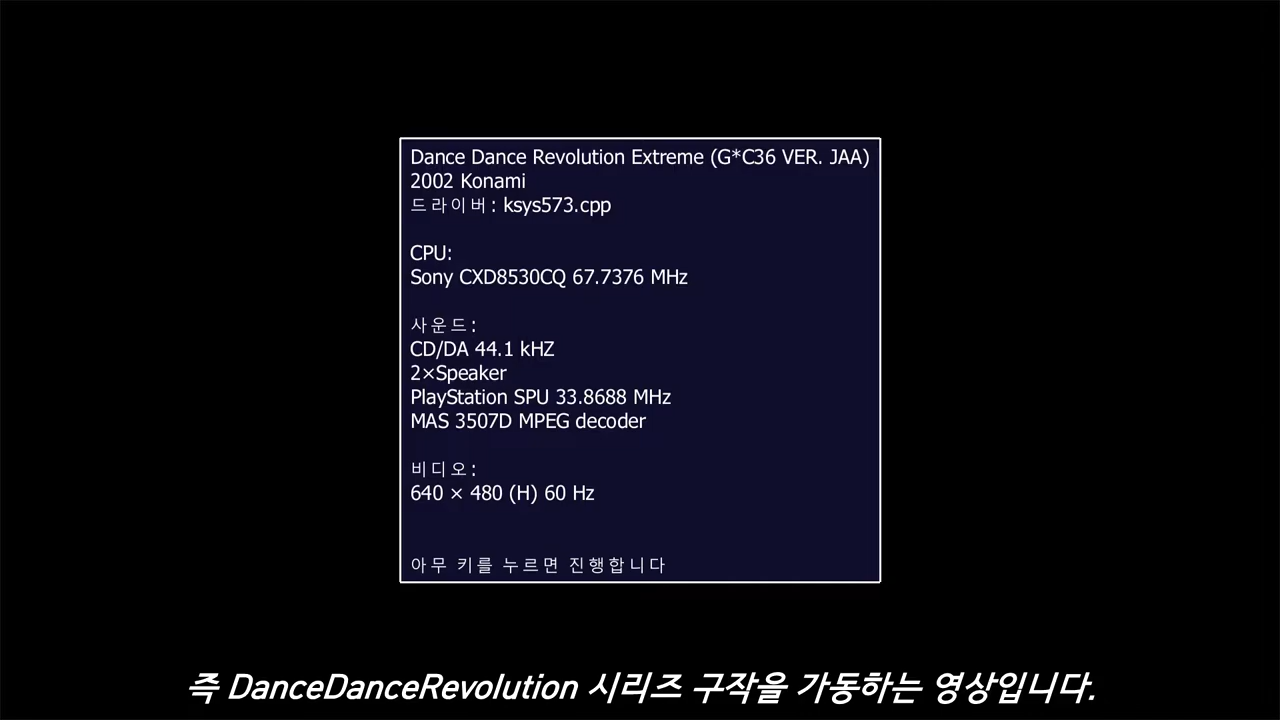 Dance Dance Revolution Extreme (G*C36 VER. JAA)
2002 Konami
드라이버: ksys573.cpp
CPU:
Sony CXD8530CQ 67.7376 MHz
사운드:
CD/DA 44.1 kHZ
2×Speaker
PlayStation SPU 33.8688 MHz
MAS 3507D MPEG decoder
비디오:
640 × 480 (H) 60 Hz
아무 키를 누르면 진행합니다
즉 DanceDanceRevolution 시리즈 구작을 가동하는 영상입니다.